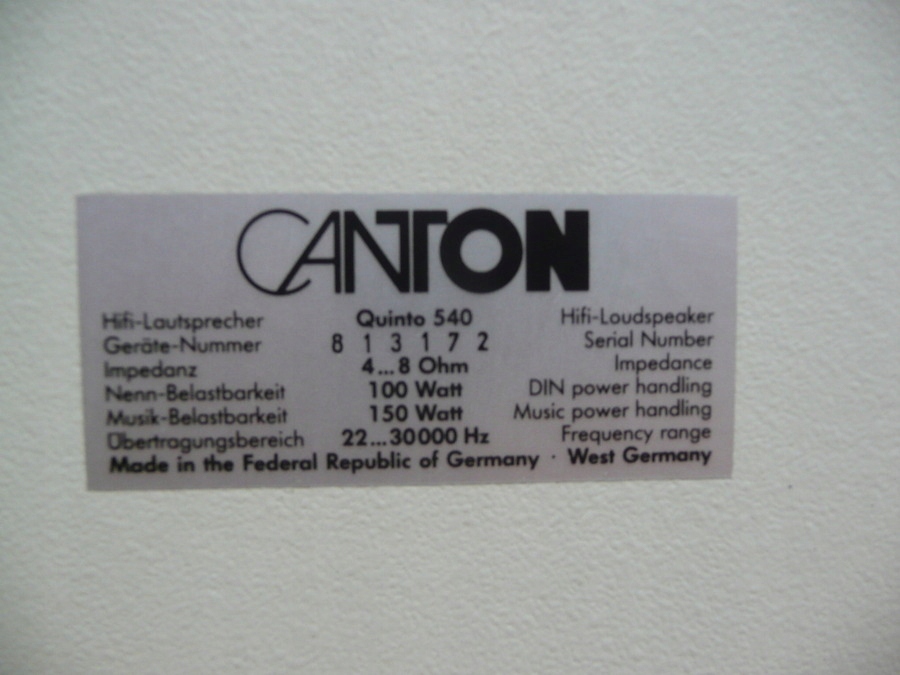 CANTON
Hifi-Lautsprecher Quinto 540 Hifi-Loudspeaker
Geräte-Nummer 8 1 3 1 7 2 Serial Number
Impedanz 4...8 Ohm Impedance
Nenn-Belastbarkeit 100 Watt DIN power handling
Musik-Belastbarkeit 150 Watt Music power handling
Übertragungsbereich 22...30000 Hz Frequency range
Made in the Federal Republic of Germany · West Germany